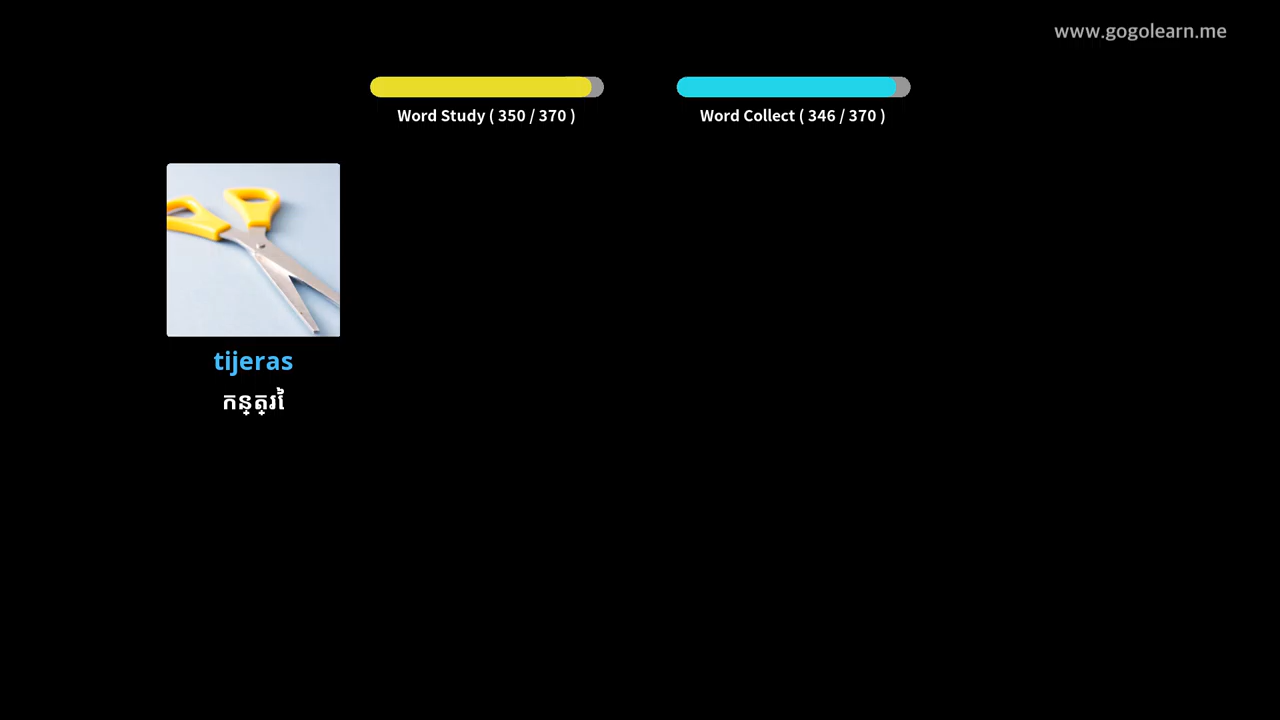 www.gogolearn.me
Word Study ( 350 / 370 )
Word Collect ( 346 / 370 )
tijeras
កន្ត្រៃ